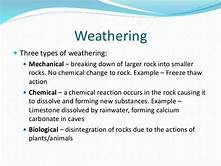 Weathering
Three types of weathering:
Mechanical – breaking down of larger rock into smaller
rocks. No chemical change to rock. Example – Freeze thaw
action
Chemical – a chemical reaction occurs in the rock causing it
to dissolve and forming new substances. Example –
Limestone dissolved by rainwater, forming calcium
carbonate in caves
Biological – disintegration of rocks due to the actions of
plants/animals